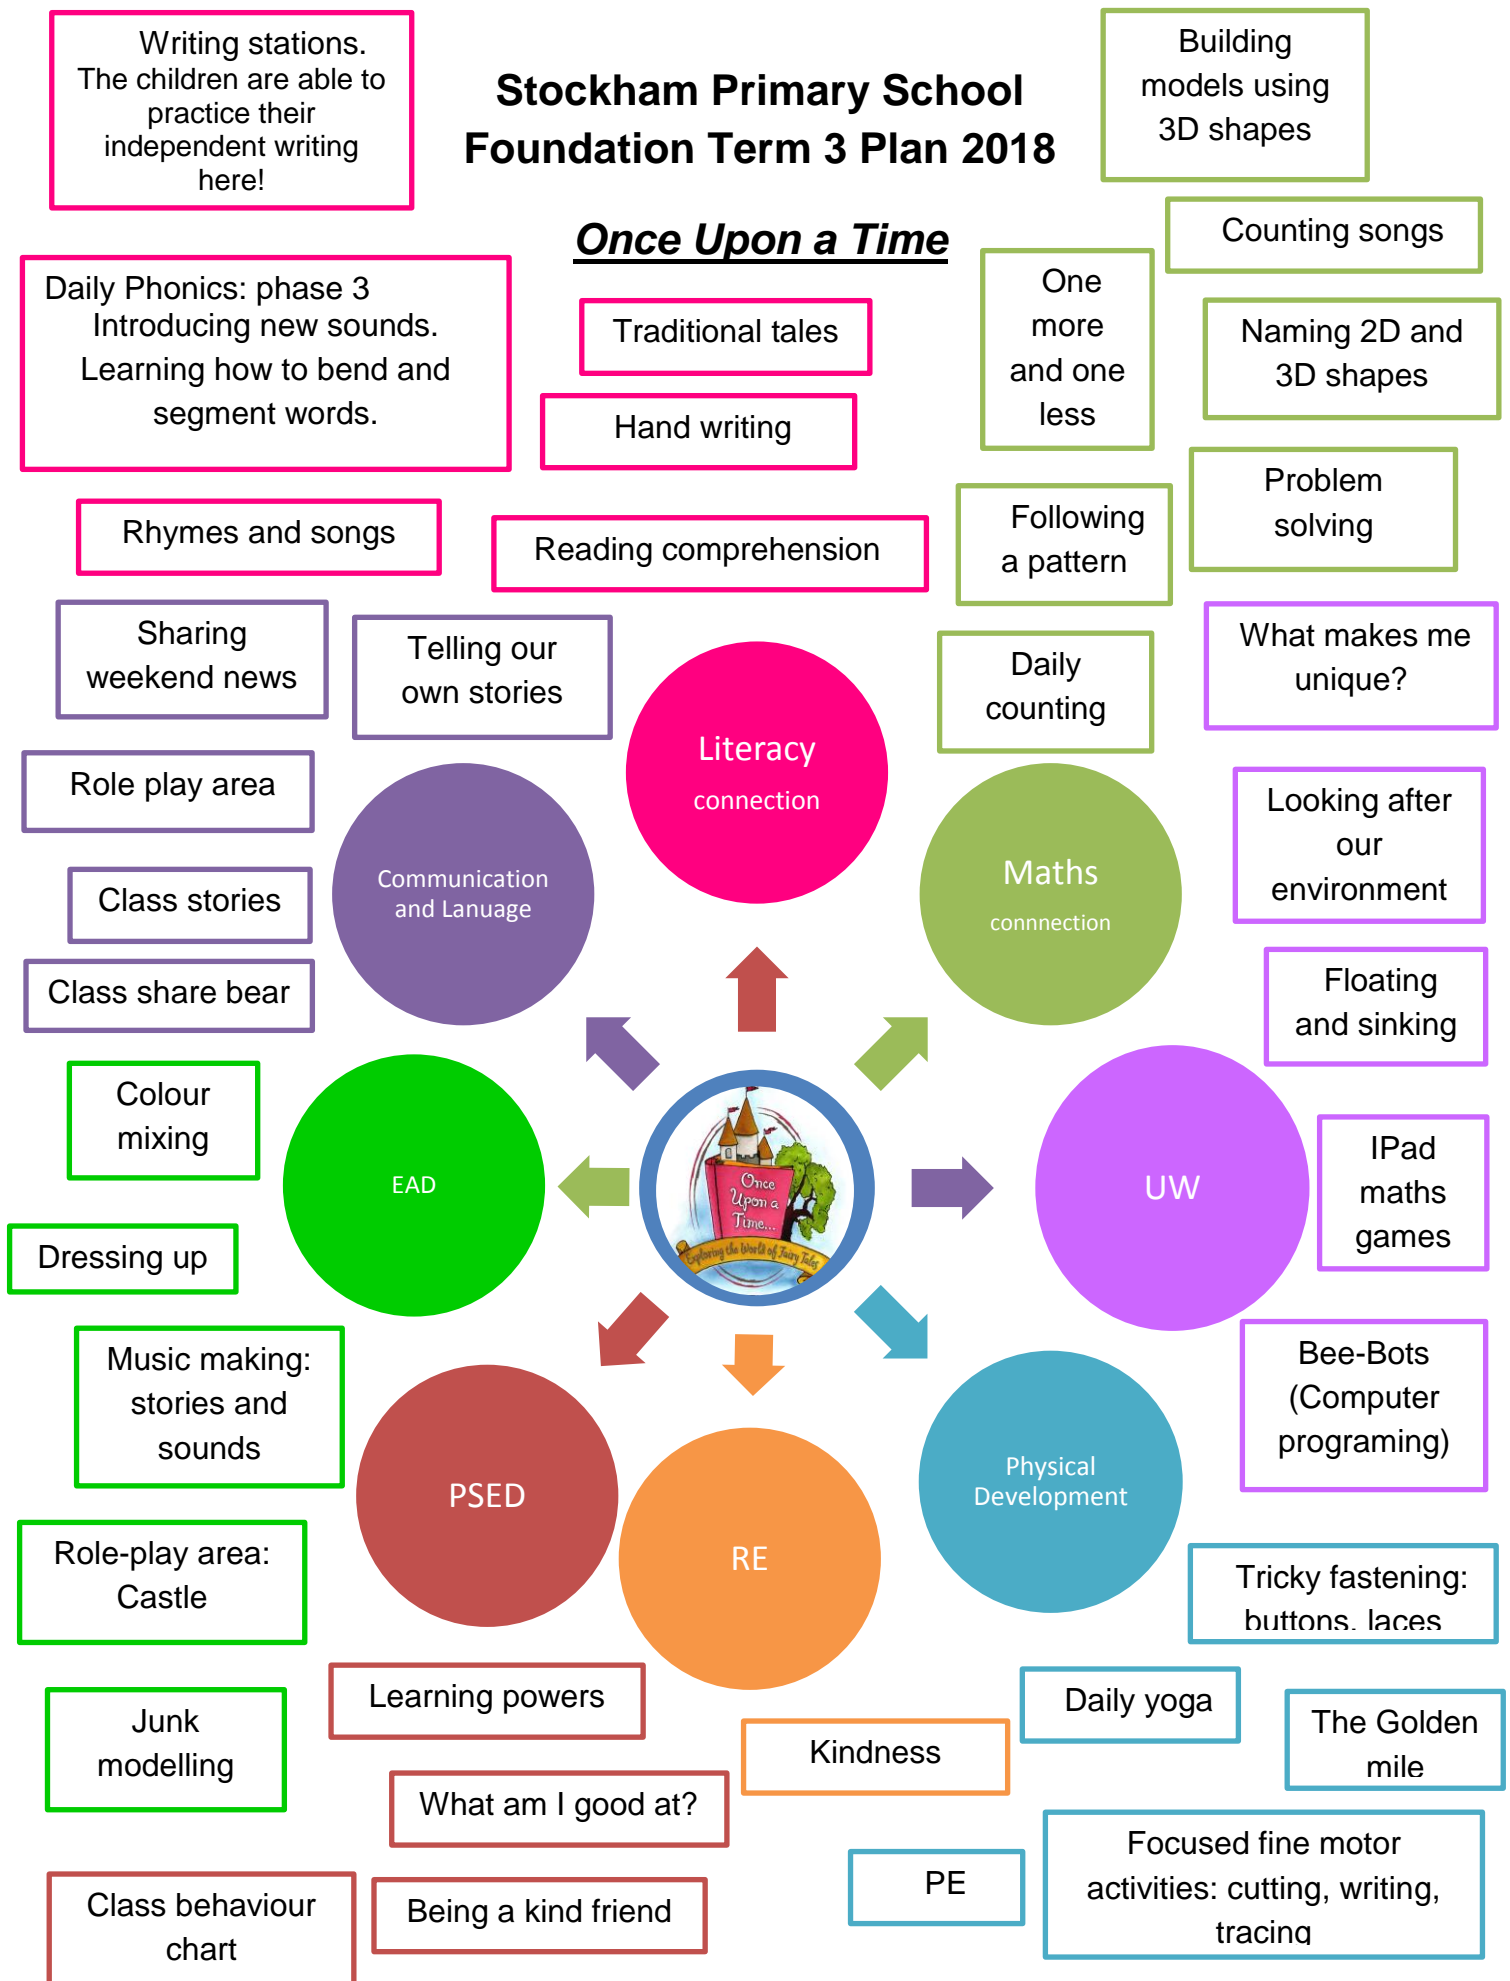 Stockham Primary School
Foundation Term 3 Plan 2018
Once Upon a Time
Writing stations.
The children are able to
practice their
independent writing
here!
Daily Phonics: phase 3
Introducing new sounds.
Learning how to bend and
segment words.
Rhymes and songs
Traditional tales
Hand writing
Reading comprehension
Building
models using
3D shapes
Counting songs
One
more
and one
less
Naming 2D and
3D shapes
Problem
solving
Following
a pattern
Daily
counting
Sharing
weekend news
Telling our
own stories
Role play area
Class stories
Class share bear
What makes me
unique?
Looking after
our
environment
Floating
and sinking
IPad
maths
games
Bee-Bots
(Computer
programing)
Literacy
connection
Maths
connnection
Communication
and Lanuage
EAD
UW
Once
Upon a
Time...
Exploring the World of Fairy Tales
PSED
RE
Physical
Development
Colour
mixing
Dressing up
Music making:
stories and
sounds
Role-play area:
Castle
Junk
modelling
Learning powers
What am I good at?
Class behaviour
chart
Being a kind friend
Kindness
Tricky fastening:
buttons, laces
Daily yoga
The Golden
mile
PE
Focused fine motor
activities: cutting, writing,
tracing